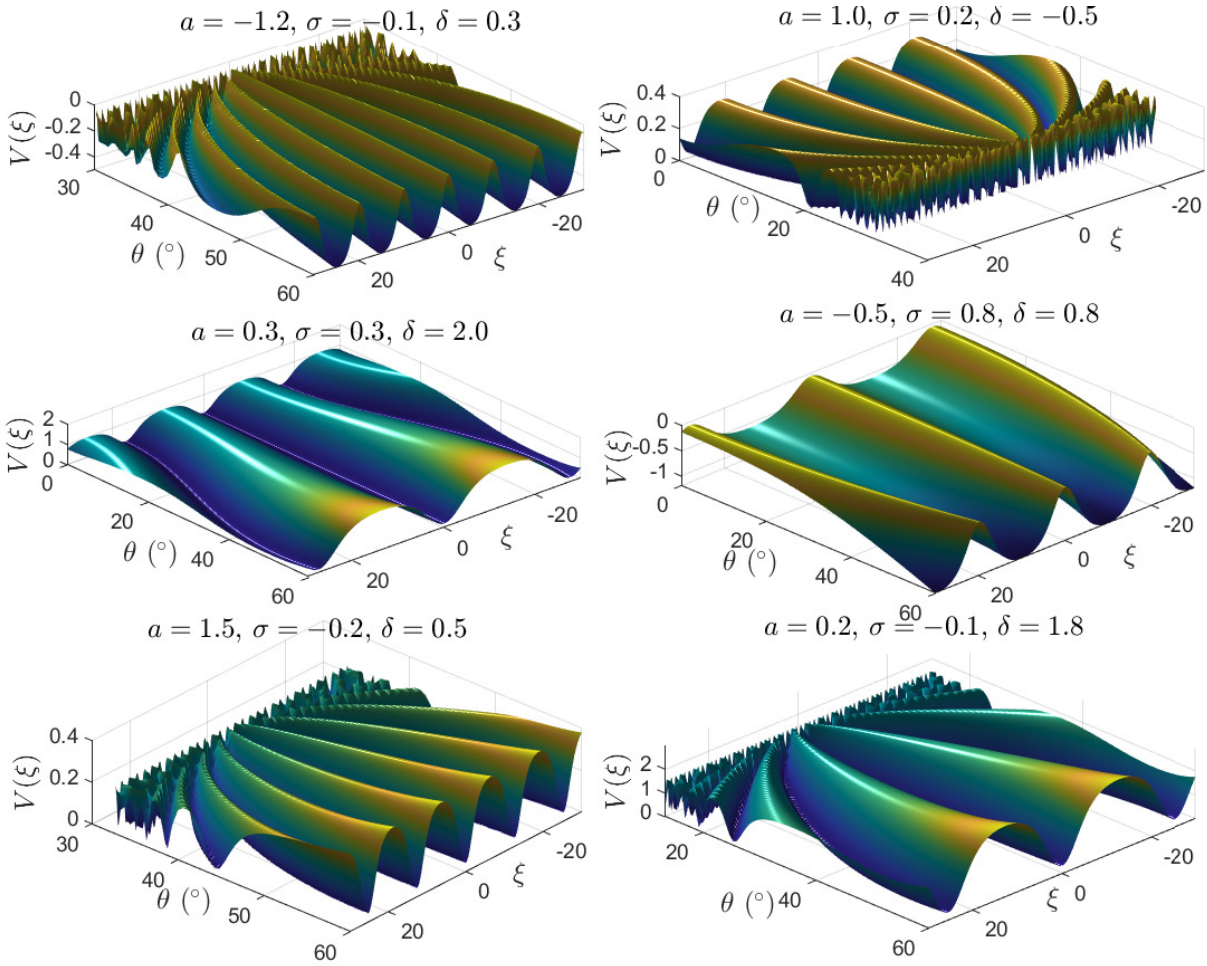 a = −1.2, σ = −0.1, δ = 0.3
V(ξ)
0
-0.2
-0.4
30
40
50
60
θ (°)
20
0
-20
ξ
a = 1.0, σ = 0.2, δ = −0.5
V(ξ)
0.4
0.2
0
0
20
40
θ (°)
20
0
-20
ξ
a = 0.3, σ = 0.3, δ = 2.0
V(ξ)
2
1
0
0
20
40
60
θ (°)
20
0
-20
ξ
a = −0.5, σ = 0.8, δ = 0.8
V(ξ)
0
-0.5
-1
0
20
40
60
θ (°)
20
0
-20
ξ
a = 1.5, σ = −0.2, δ = 0.5
V(ξ)
0.4
0.2
0
30
40
50
60
θ (°)
20
0
-20
ξ
a = 0.2, σ = −0.1, δ = 1.8
V(ξ)
2
1
0
20
40
60
θ (°)
20
0
-20
ξ